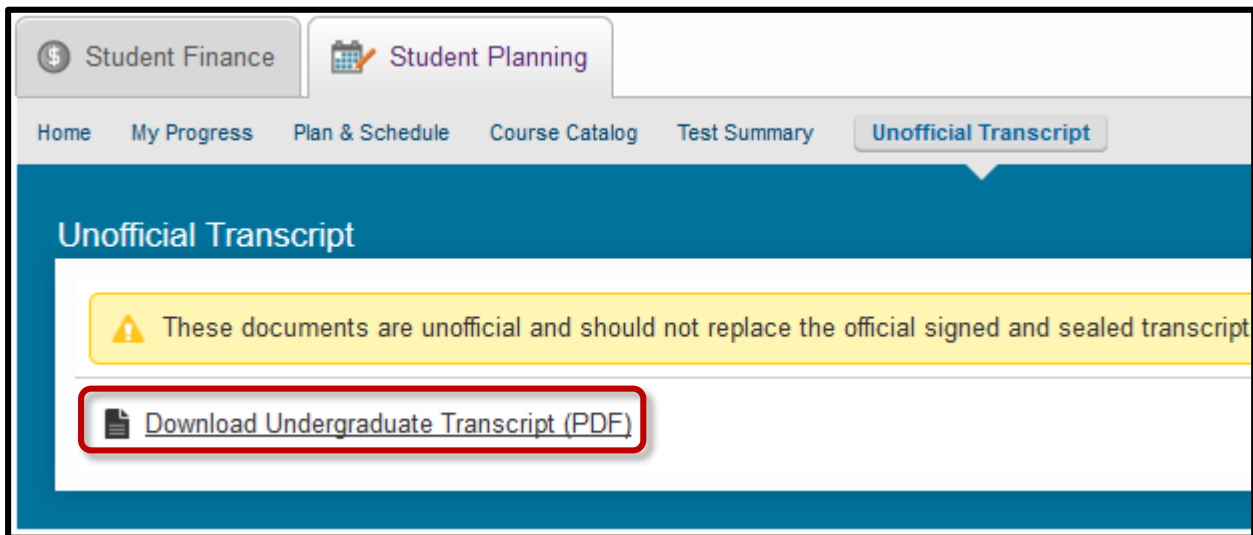 Student Finance Student Planning
Home My Progress Plan & Schedule Course Catalog Test Summary Unofficial Transcript
Unofficial Transcript
These documents are unofficial and should not replace the official signed and sealed transcript
Download Undergraduate Transcript (PDF)